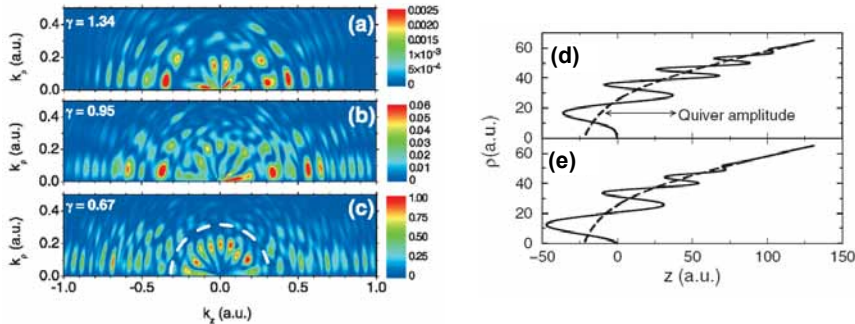 γ = 1.34
(a)
0.4
0.2
0.0
kρ (a.u.)
0.0025
0.0020
0.0015
1×10⁻³
5×10⁻⁴
0
γ = 0.95
(b)
0.4
0.2
0.0
kρ (a.u.)
0.06
0.05
0.04
0.03
0.02
0.01
0
γ = 0.67
(c)
0.4
0.2
0.0
kρ (a.u.)
1.00
0.75
0.50
0.25
0
-1.0 -0.5 0.0 0.5 1.0
kz (a.u.)
(d)
60
40
20
0
Quiver amplitude
(e)
60
40
20
0
ρ(a.u.)
-50 0 50 100 150
z (a.u.)